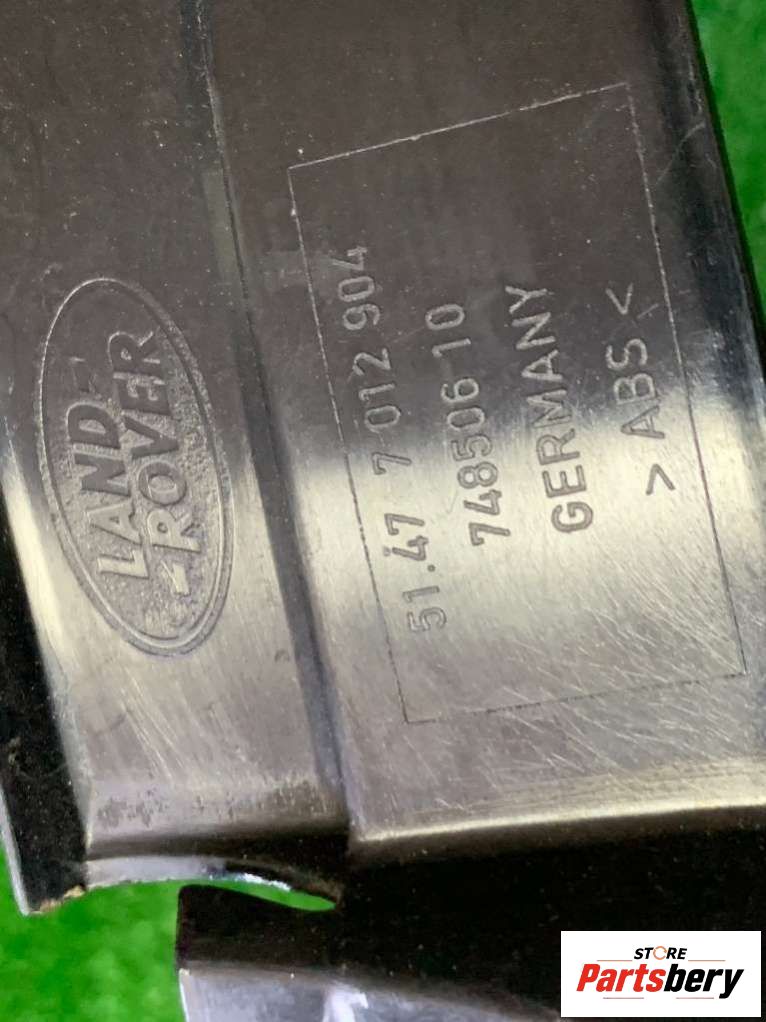 LAND
ROVER
51.47 7 012 904
748506 10
GERMANY
>ABS<
STORE
Partsbery